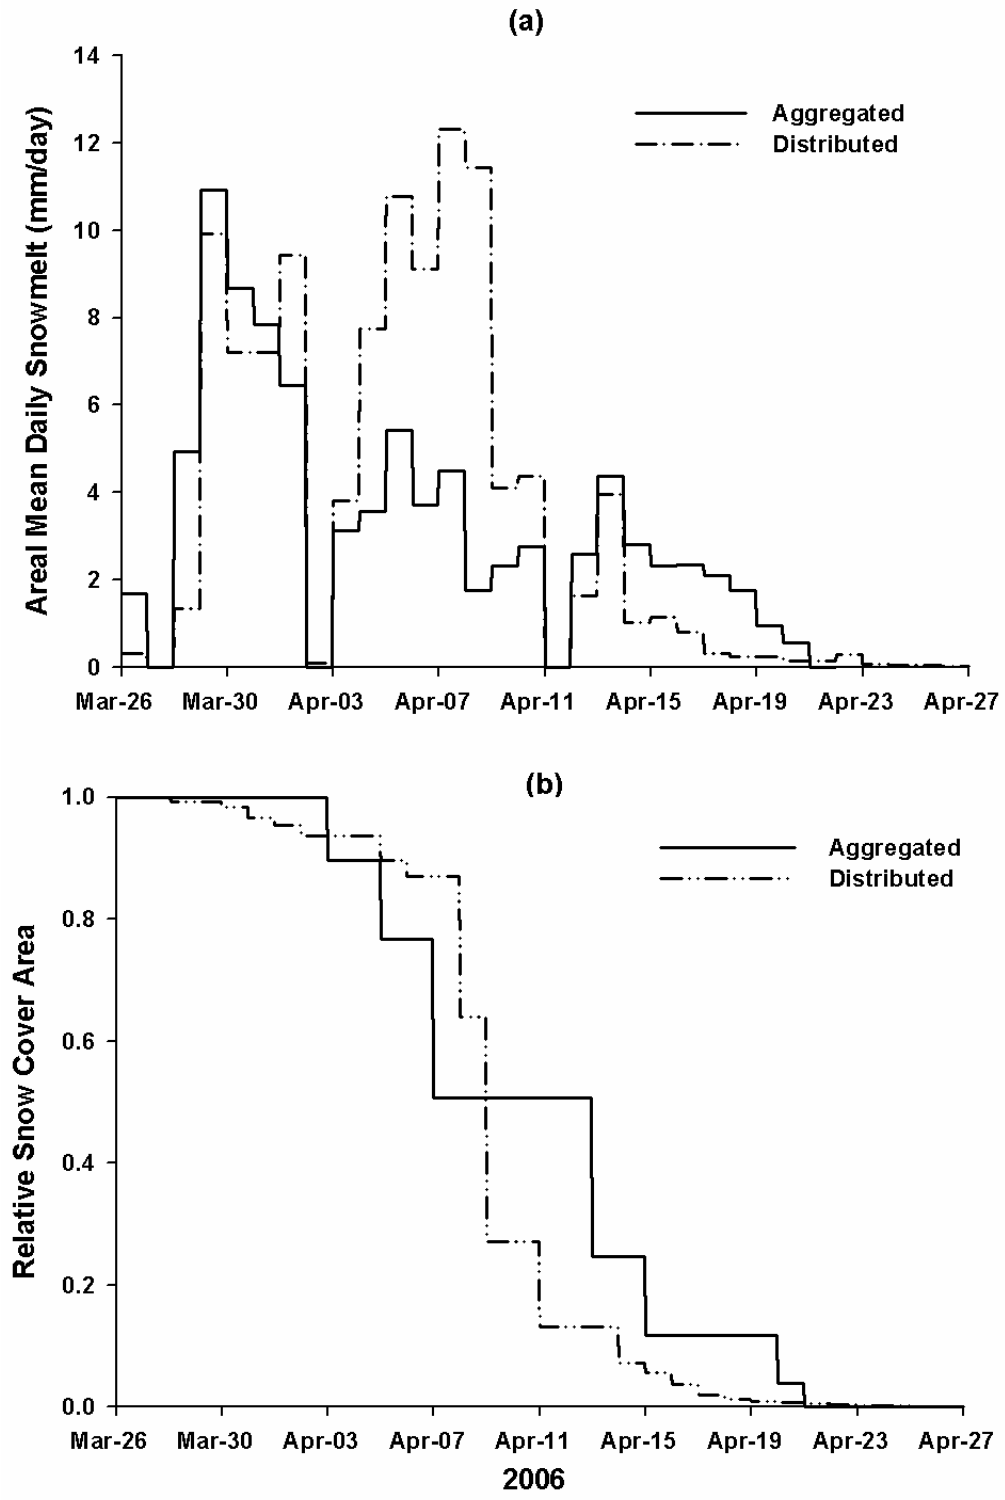 (a)
14
12
10
8
6
4
2
0
Areal Mean Daily Snowmelt (mm/day)
Aggregated
Distributed
Mar-26 Mar-30 Apr-03 Apr-07 Apr-11 Apr-15 Apr-19 Apr-23 Apr-27
(b)
1.0
0.8
0.6
0.4
0.2
0.0
Relative Snow Cover Area
Aggregated
Distributed
Mar-26 Mar-30 Apr-03 Apr-07 Apr-11 Apr-15 Apr-19 Apr-23 Apr-27
2006